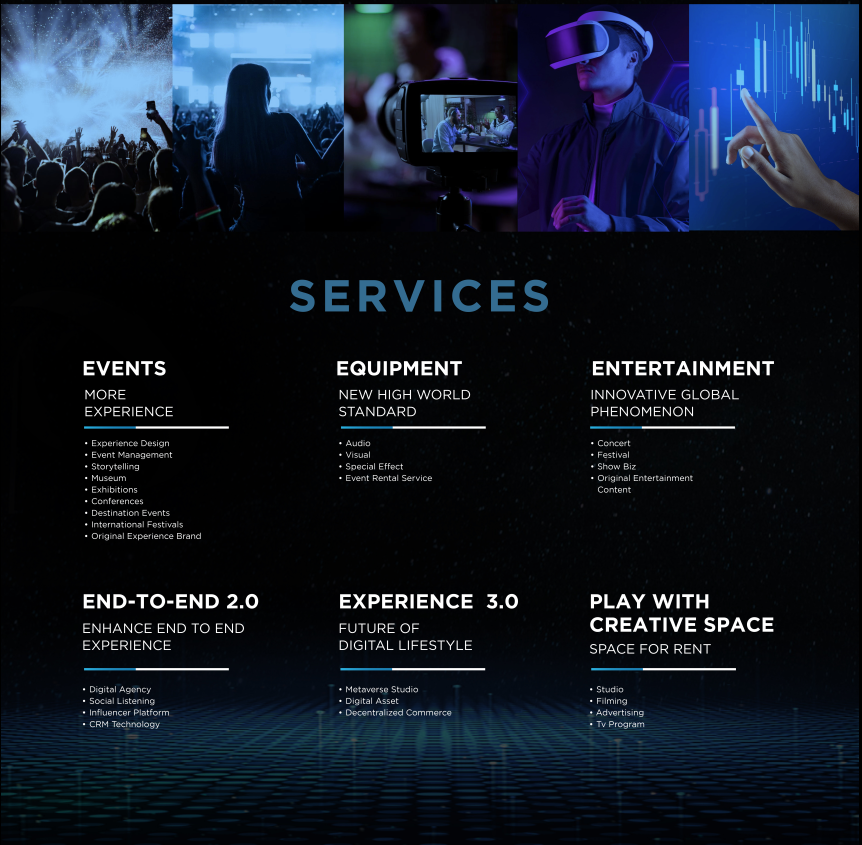 SERVICES
EVENTS
MORE
EXPERIENCE
• Experience Design
• Event Management
• Storytelling
• Museum
• Exhibitions
• Conferences
• Destination Events
• International Festivals
• Original Experience Brand
EQUIPMENT
NEW HIGH WORLD
STANDARD
• Audio
• Visual
• Special Effect
• Event Rental Service
ENTERTAINMENT
INNOVATIVE GLOBAL
PHENOMENON
• Concert
• Festival
• Show Biz
• Original Entertainment
Content
END-TO-END 2.0
ENHANCE END TO END
EXPERIENCE
• Digital Agency
• Social Listening
• Influencer Platform
• CRM Technology
EXPERIENCE 3.0
FUTURE OF
DIGITAL LIFESTYLE
• Metaverse Studio
• Digital Asset
• Decentralized Commerce
PLAY WITH
CREATIVE SPACE
SPACE FOR RENT
• Studio
• Filming
• Advertising
• Tv Program